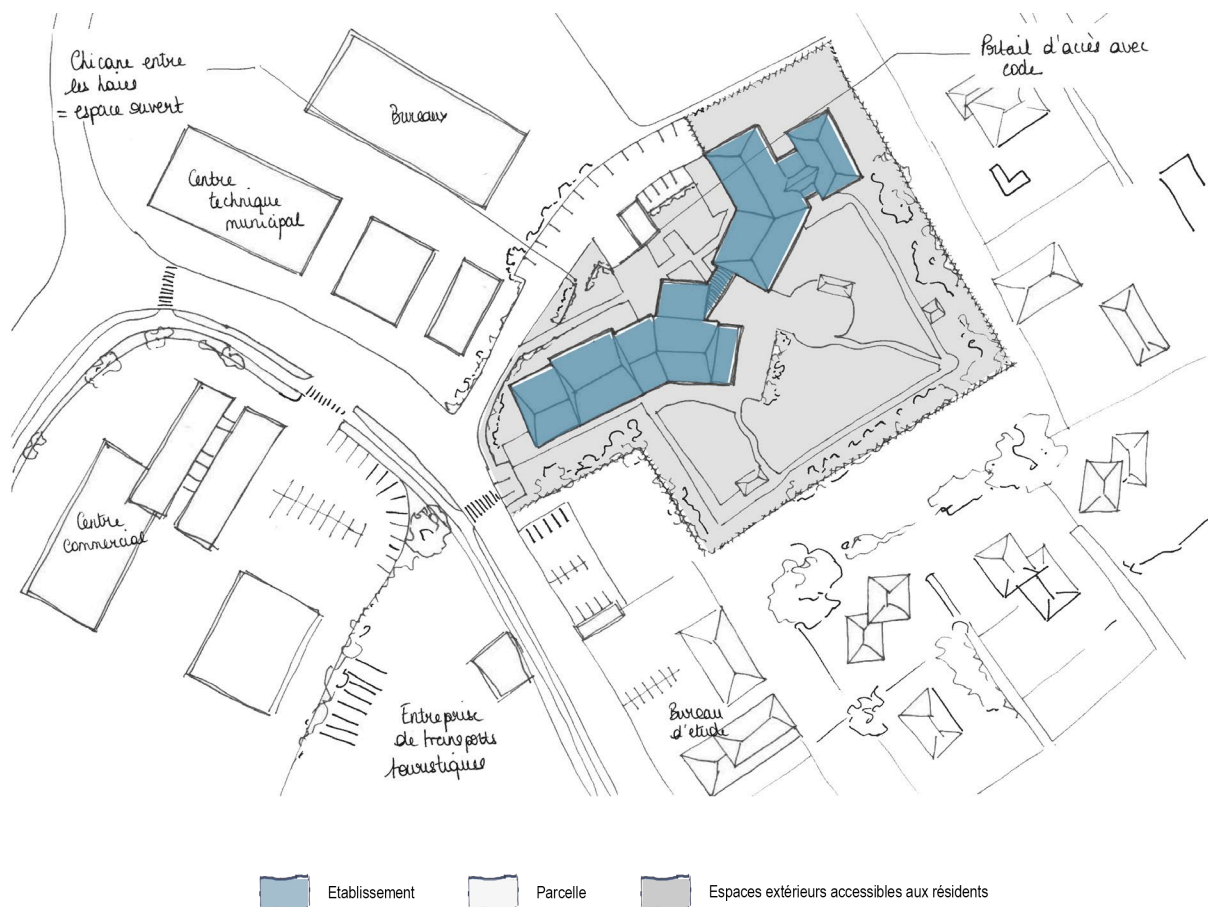 Chicane entre
les haies
= espace ouvert
Portail d'accès avec
code
Bureaux
Centre
technique
municipal
Centre
Commercial
Entreprise
de transports
touristiques
Bureau
d'etude
Etablissement
Parcelle
Espaces extérieurs accessibles aux résidents